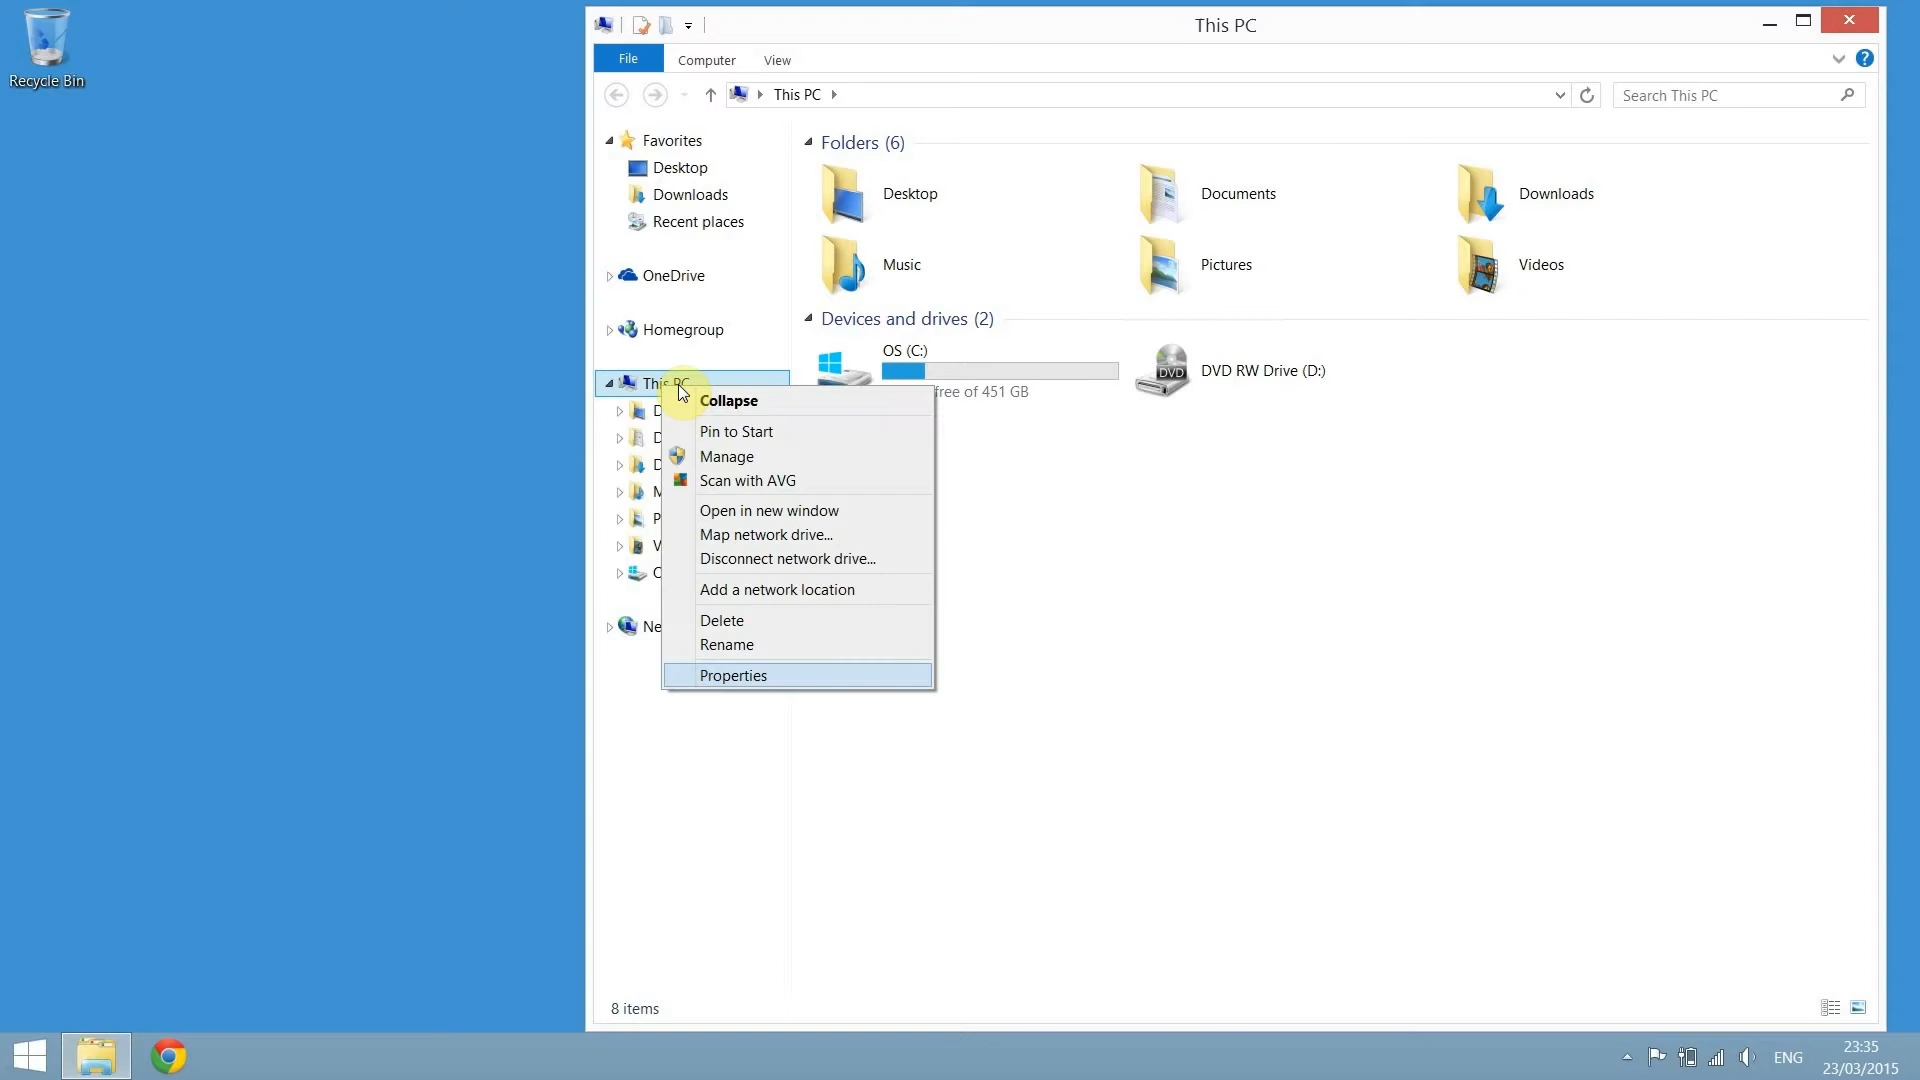 Recycle Bin
This PC
File
Computer
View
This PC
Search This PC
Favorites
Desktop
Downloads
Recent places
OneDrive
Homegroup
This PC
D
D
D
M
P
V
Ne
Folders (6)
Desktop
Documents
Downloads
Music
Pictures
Videos
Devices and drives (2)
OS (C:)
free of 451 GB
DVD
DVD RW Drive (D:)
Collapse
Pin to Start
Manage
Scan with AVG
Open in new window
Map network drive...
Disconnect network drive...
Add a network location
Delete
Rename
Properties
8 items
ENG
23:35
23/03/2015